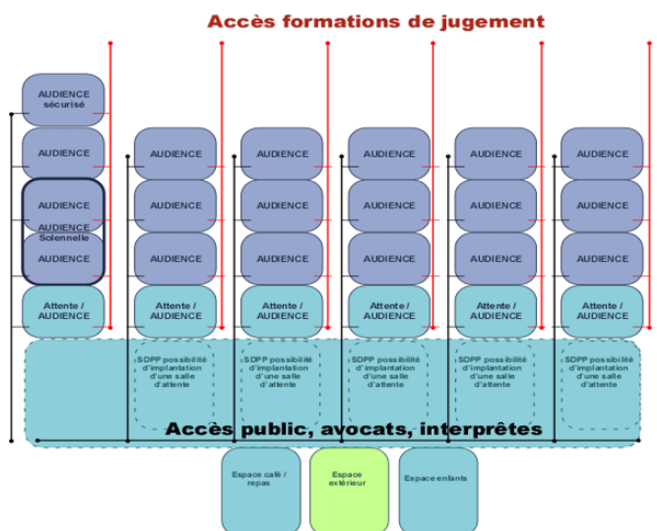 Accès formations de jugement
AUDIENCE
sécurisé
AUDIENCE
AUDIENCE
AUDIENCE
AUDIENCE
AUDIENCE
AUDIENCE
AUDIENCE
AUDIENCE
AUDIENCE
AUDIENCE
AUDIENCE
AUDIENCE
AUDIENCE
Solennelle
AUDIENCE
AUDIENCE
AUDIENCE
AUDIENCE
AUDIENCE
AUDIENCE
Attente /
AUDIENCE
Attente /
AUDIENCE
Attente /
AUDIENCE
Attente /
AUDIENCE
Attente /
AUDIENCE
Attente /
AUDIENCE
SDPP possibilité
d'implantation
d'une salle
d'attente
SDPP possibilité
d'implantation
d'une salle
d'attente
SDPP possibilité
d'implantation
d'une salle
d'attente
SDPP possibilité
d'implantation
d'une salle
d'attente
SDPP possibilité
d'implantation
d'une salle
d'attente
Accès public, avocats, interprêtes
Espace café /
repas
Espace
extérieur
Espace enfants